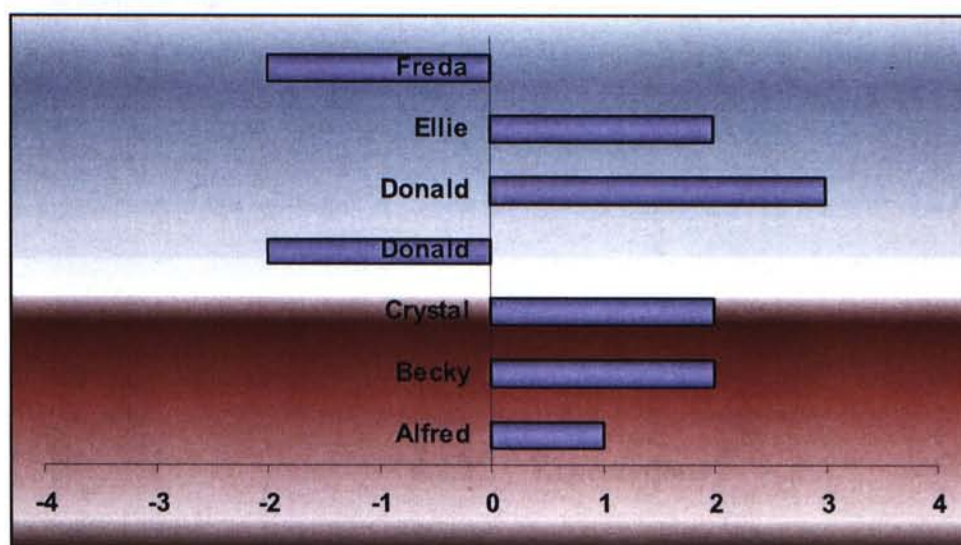 Freda
Ellie
Donald
Donald
Crystal
Becky
Alfred
-4 -3 -2 -1 0 1 2 3 4